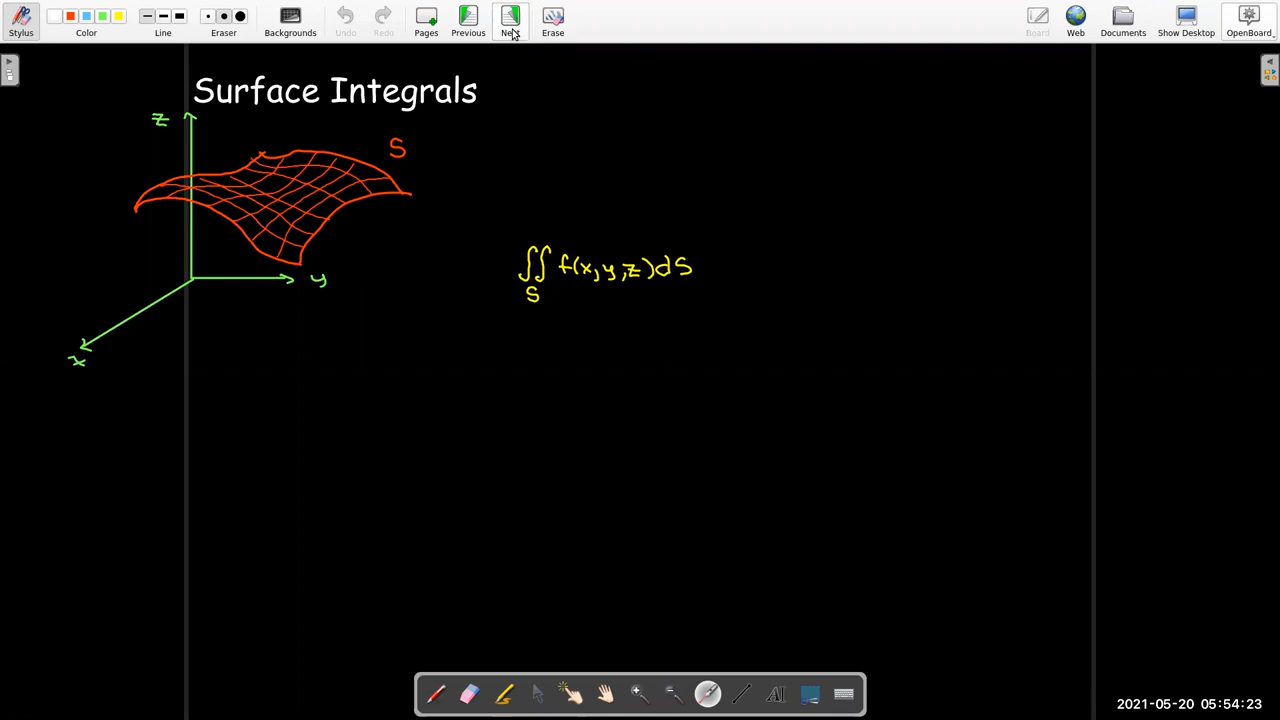 Stylus
Color
Line
Eraser
Backgrounds
Undo
Redo
Pages
Previous
Next
Erase
Board
Web
Documents
Show Desktop
OpenBoard
Surface Integrals
z
S
y
x
∬ f(x,y,z)dS
S
AI
2021-05-20 05:54:23